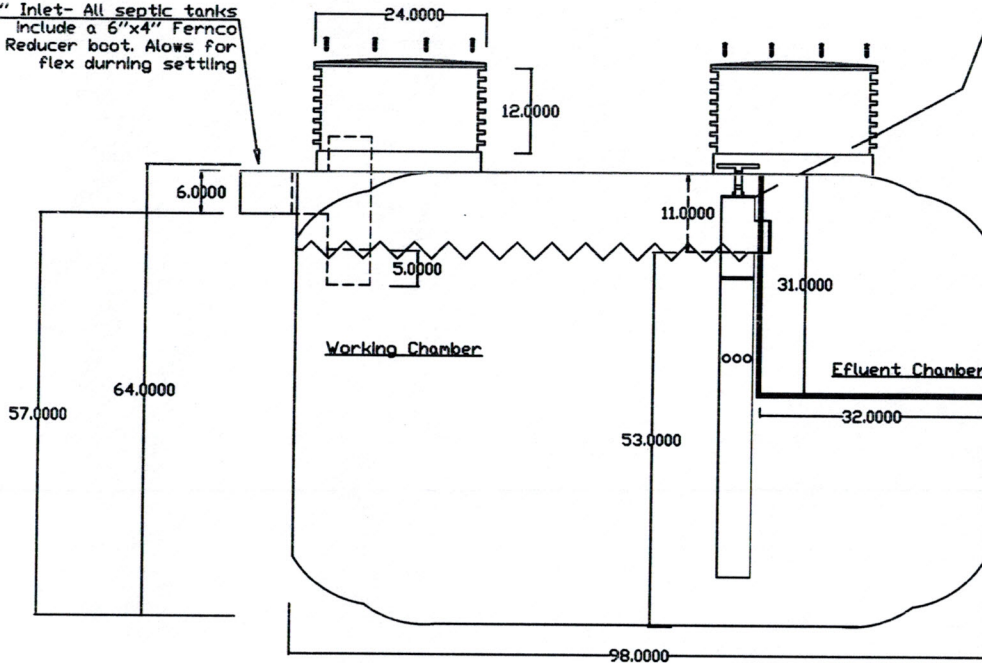 " Inlet- All septic tanks
include a 6"x4" Fernco
Reducer boot. Alows for
flex durning settling
24.0000
12.0000
6.0000
11.0000
5.0000
31.0000
Working Chamber
Efluent Chamber
64.0000
57.0000
32.0000
53.0000
98.0000